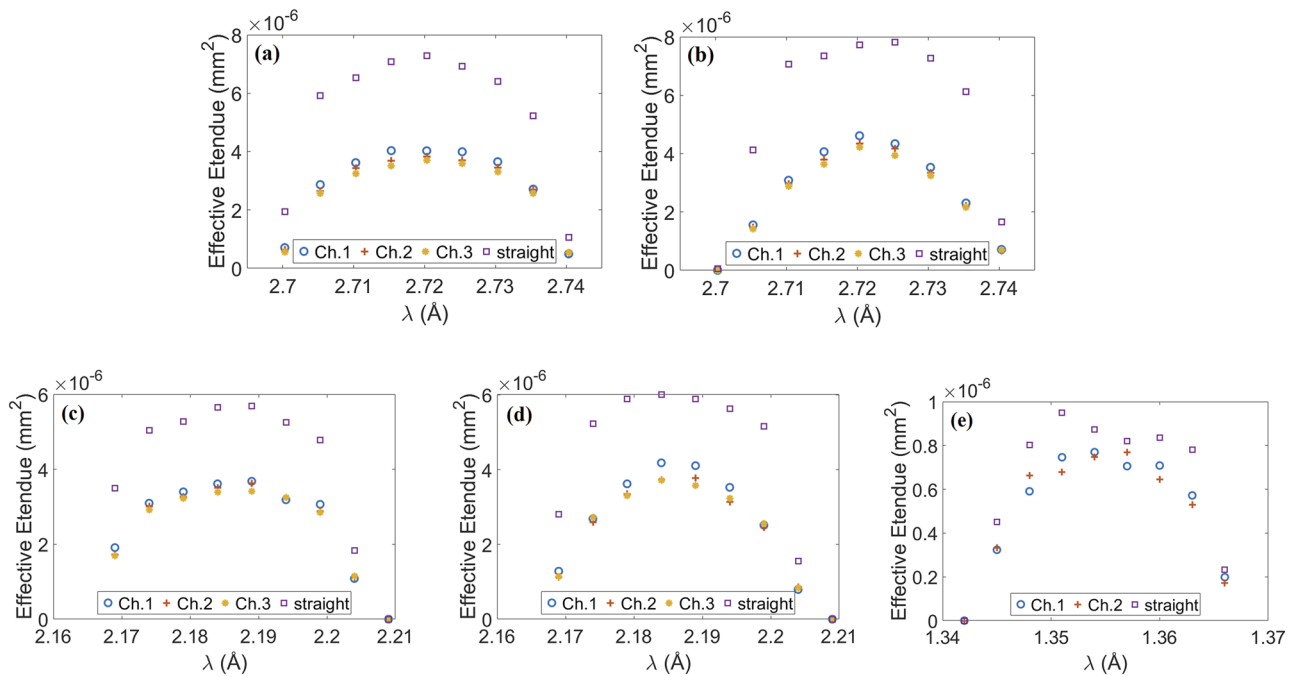 ×10⁻⁶
(a)
Effective Etendue (mm²)
8
6
4
2
0
Ch.1 Ch.2 Ch.3 straight
2.7 2.71 2.72 2.73 2.74
λ (Å)
×10⁻⁶
(b)
Effective Etendue (mm²)
8
6
4
2
0
Ch.1 Ch.2 Ch.3 straight
2.7 2.71 2.72 2.73 2.74
λ (Å)
×10⁻⁶
(c)
Effective Etendue (mm²)
6
4
2
0
Ch.1 Ch.2 Ch.3 straight
2.16 2.17 2.18 2.19 2.2 2.21
λ (Å)
×10⁻⁶
(d)
Effective Etendue (mm²)
6
4
2
0
Ch.1 Ch.2 Ch.3 straight
2.16 2.17 2.18 2.19 2.2 2.21
λ (Å)
×10⁻⁶
(e)
Effective Etendue (mm²)
1
0.8
0.6
0.4
0.2
0
Ch.1 Ch.2 straight
1.34 1.35 1.36 1.37
λ (Å)